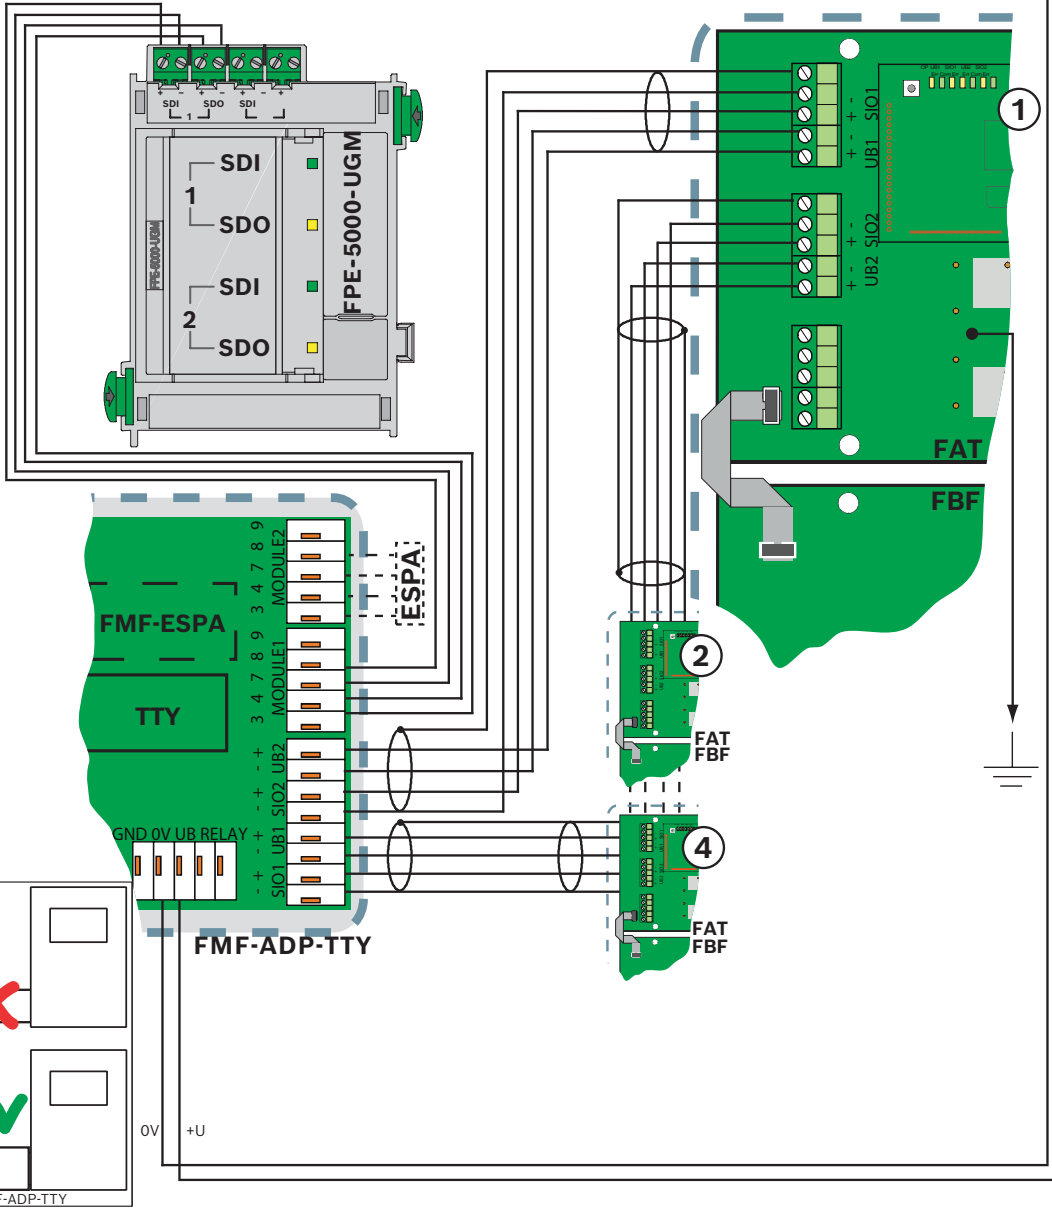 + - + - + - +
SDI SDO SDI
1
SDI
1
SDO
SDI
2
SDO
FPE-5000-UGM
FPE-5000-UGM
SIO1
+ -
UB1
+ -
SIO2
+ -
UB2
+ -
1
FAT
FBF
MODULE2
3 4 7 8 9
ESPA
FMF-ESPA
MODULE1
3 4 7 8 9
TTY
UB2
- +
SIO2
- +
UB1
- +
SIO1
- +
GND 0V UB RELAY
FMF-ADP-TTY
2
FAT
FBF
4
FAT
FBF
0V
+U
F-ADP-TTY